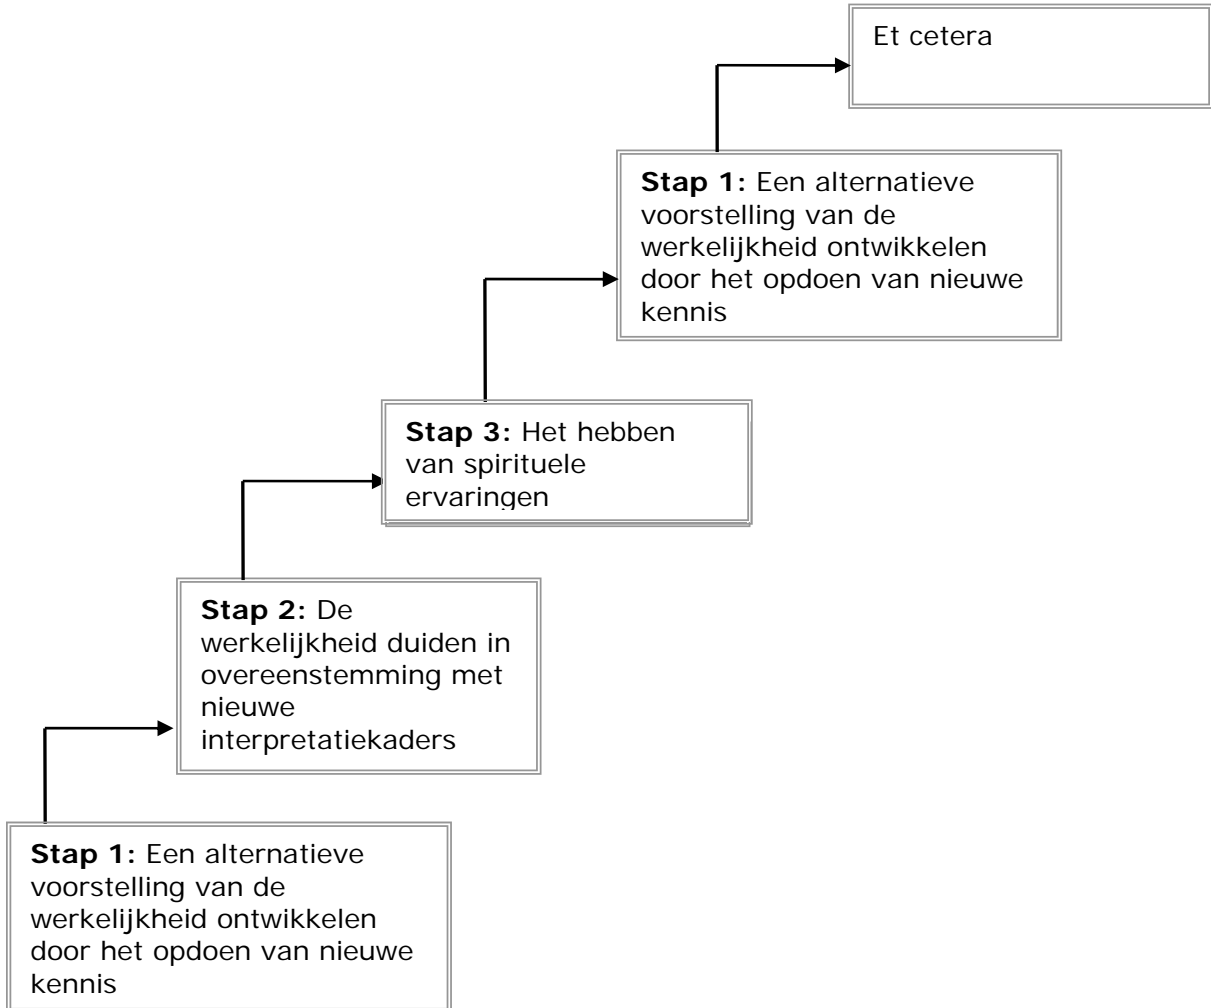 Et cetera
Stap 1: Een alternatieve
voorstelling van de
werkelijkheid ontwikkelen
door het opdoen van nieuwe
kennis
Stap 3: Het hebben
van spirituele
ervaringen
Stap 2: De
werkelijkheid duiden in
overeenstemming met
nieuwe
interpretatiekaders
Stap 1: Een alternatieve
voorstelling van de
werkelijkheid ontwikkelen
door het opdoen van nieuwe
kennis